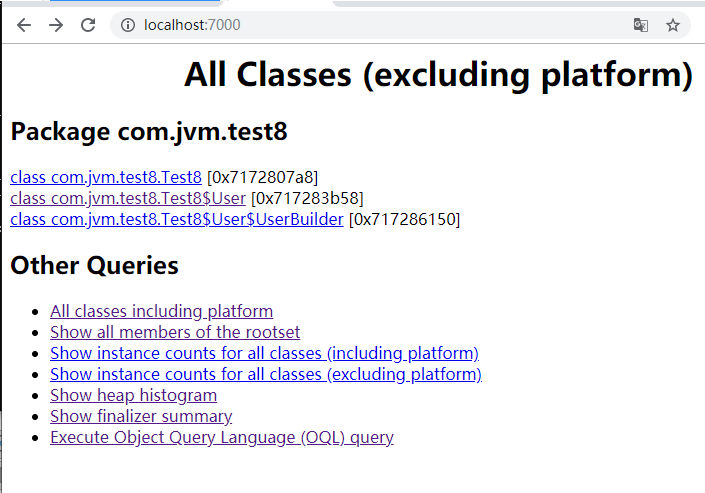 localhost:7000
All Classes (excluding platform)
Package com.jvm.test8
class com.jvm.test8.Test8 [0x7172807a8]
class com.jvm.test8.Test8$User [0x717283b58]
class com.jvm.test8.Test8$User$UserBuilder [0x717286150]
Other Queries
All classes including platform
Show all members of the rootset
Show instance counts for all classes (including platform)
Show instance counts for all classes (excluding platform)
Show heap histogram
Show finalizer summary
Execute Object Query Language (OQL) query